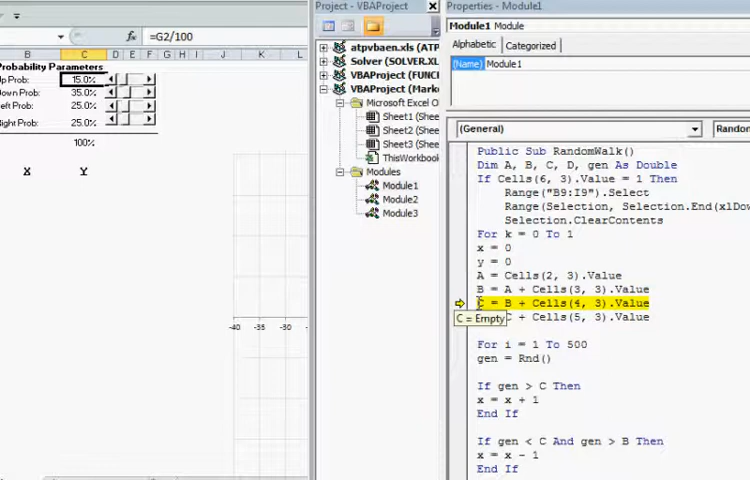 Project - VBAProject
Properties - Module1
Module1 Module
=G2/100
Alphabetic Categorized
(Name) Module1
B C D E F G H I J K L
Probability Parameters
Up Prob: 15.0%
Down Prob: 35.0%
Left Prob: 25.0%
Right Prob: 25.0%
100%
X Y
-40 -35 -30
atpvbaen.xls (ATP
Solver (SOLVER.XL
VBAProject (FUNC
VBAProject (Mark
Microsoft Excel O
Sheet1 (Sheet1
Sheet2 (Sheet2
Sheet3 (Sheet3
ThisWorkbook
Modules
Module1
Module2
Module3
(General)
Public Sub RandomWalk()
Dim A, B, C, D, gen As Double
If Cells(6, 3).Value = 1 Then
Range("B9:I9").Select
Range(Selection, Selection.End(xlDow
Selection.ClearContents
For k = 0 To 1
x = 0
y = 0
A = Cells(2, 3).Value
B = A + Cells(3, 3).Value
C = B + Cells(4, 3).Value
C = Empty
C + Cells(5, 3).Value
For i = 1 To 500
gen = Rnd()
If gen > C Then
x = x + 1
End If
If gen < C And gen > B Then
x = x - 1
End If